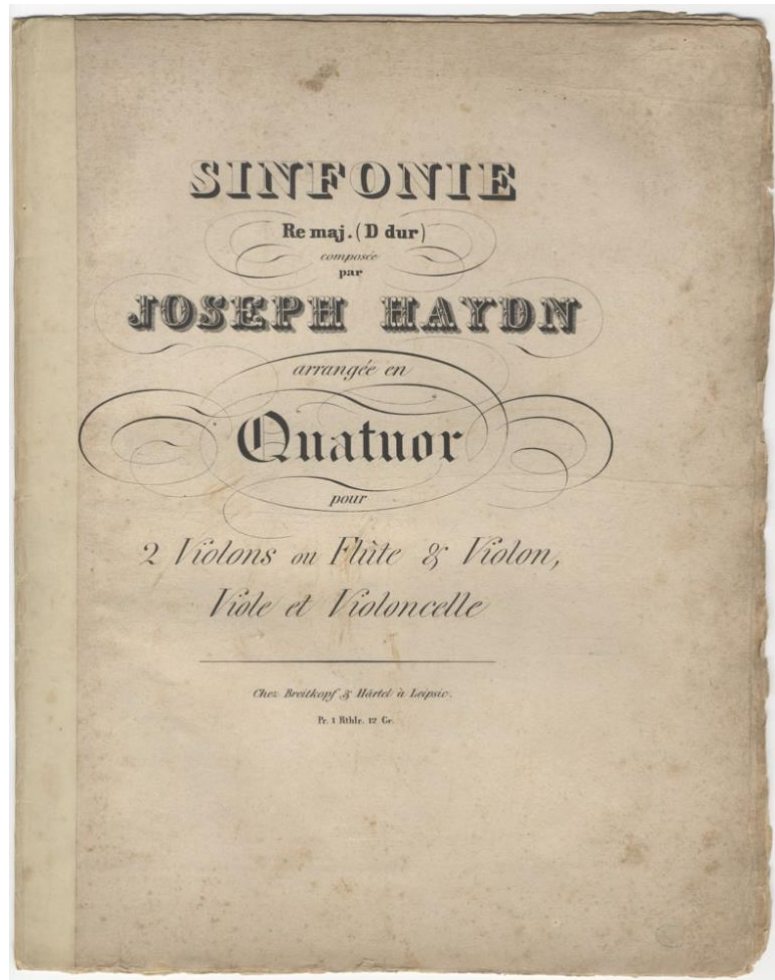 SINFONIE
Re maj. (D dur)
composée
par
JOSEPH HAYDN
arrangée en
Quatuor
pour
2 Violons ou Flùte & Violon,
Viole et Violoncelle
Chez Breitkopf & Härtel à Leipsic.
Pr. 1 Rthlr. 12 Gr.